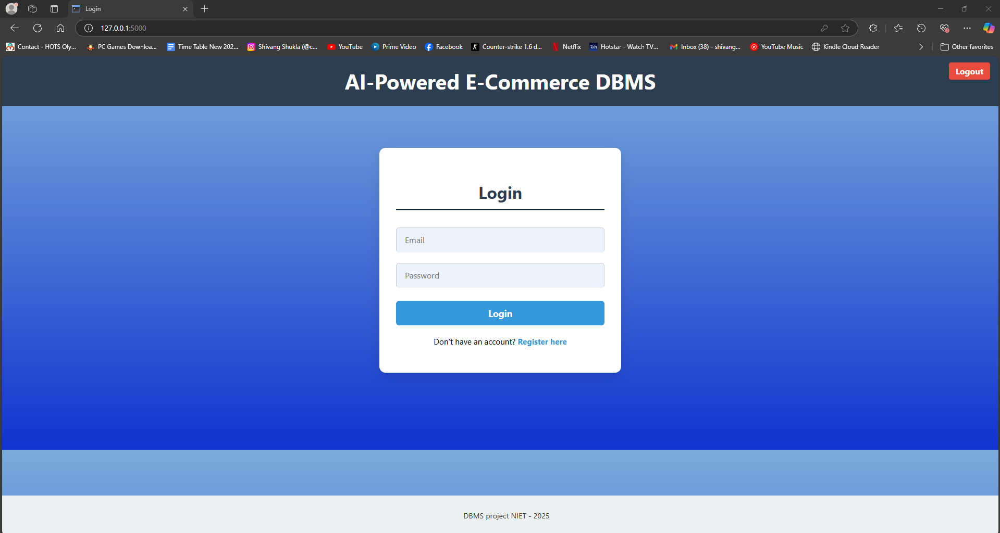 Login
127.0.0.1:5000
Contact - HOTS Oly... PC Games Downloa... Time Table New 202... Shivang Shukla (@c... YouTube Prime Video Facebook Counter-strike 1.6 d... Netflix Hotstar - Watch TV... Inbox (38) - shivang... YouTube Music Kindle Cloud Reader Other favorites
Logout
AI-Powered E-Commerce DBMS
Login
Email
Password
Login
Don't have an account? Register here
DBMS project NIET - 2025